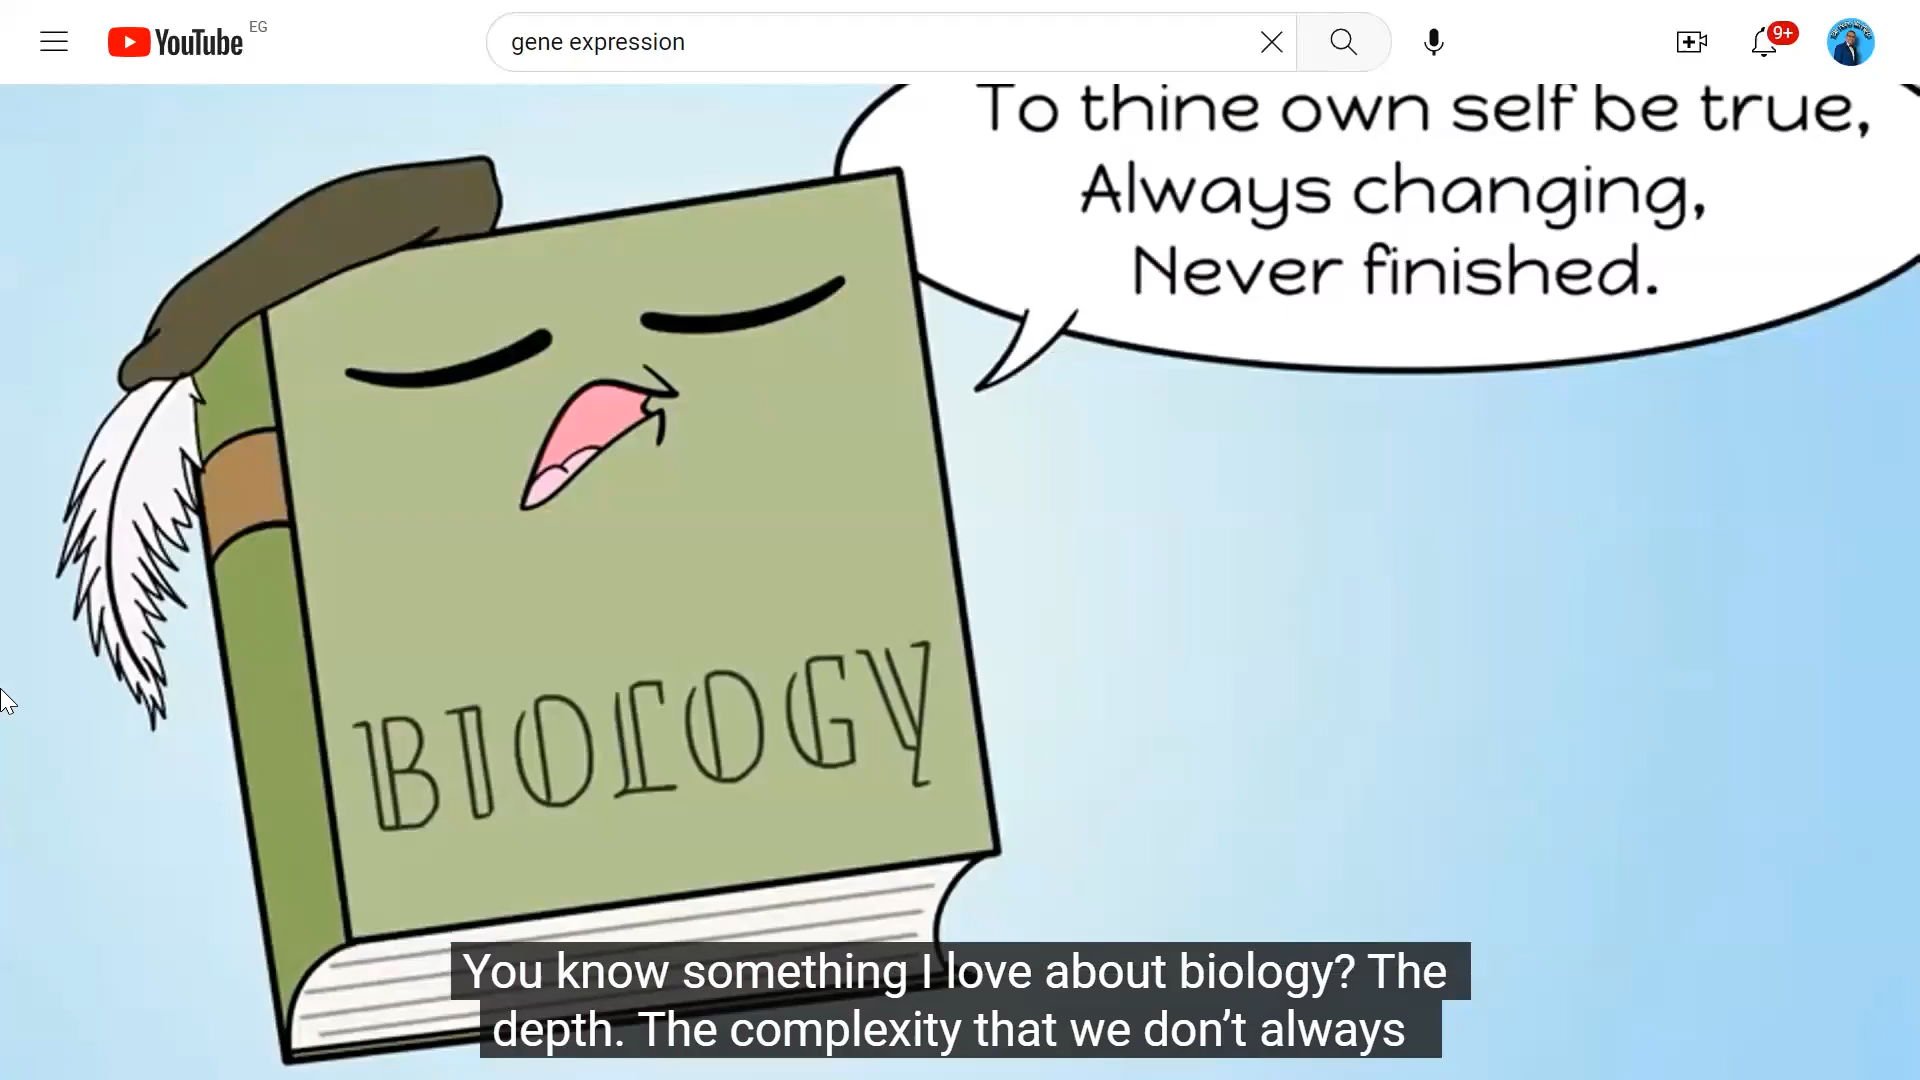 YouTube EG
gene expression
9+
To thine own self be true,
Always changing,
Never finished.
BIOLOGY
You know something I love about biology? The
depth. The complexity that we don’t always